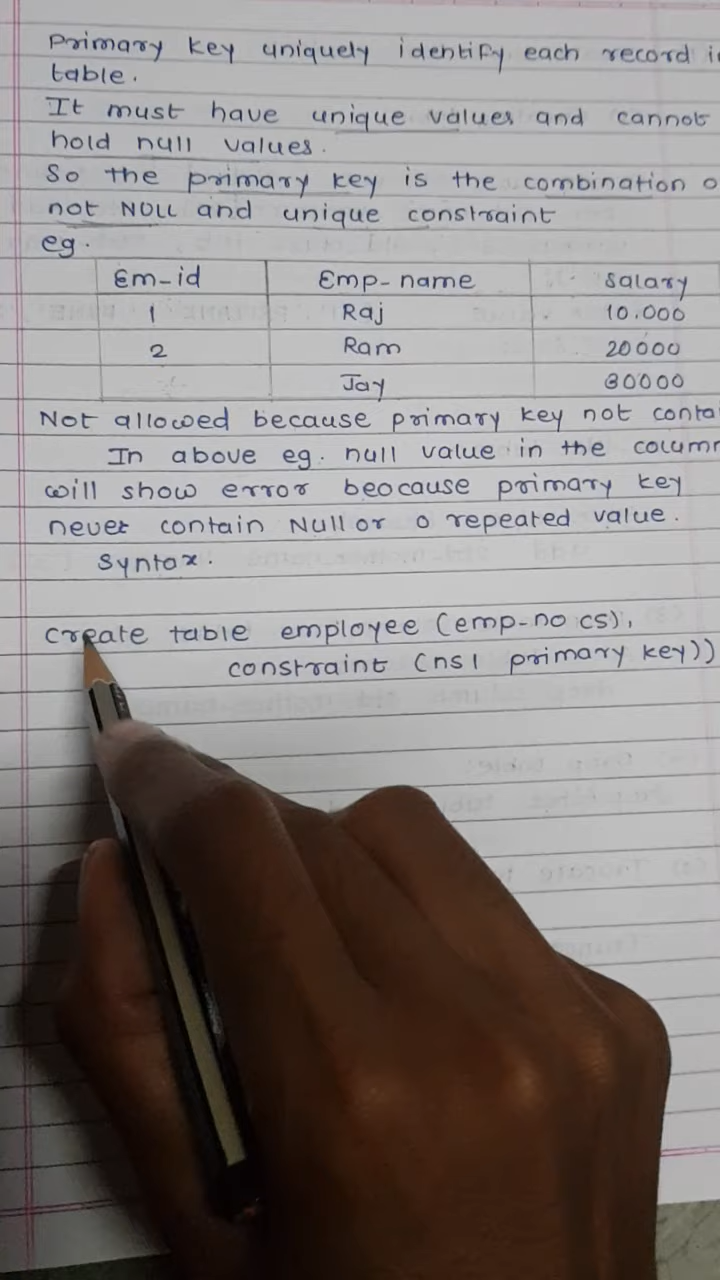 Primary key uniquely identify each record in
table.
It must have unique values and cannot
hold null values.
So the primary key is the combination o
not NULL and unique constraint
eg.
Em-id Emp-name Salary
1 Raj 10.000
2 Ram 20000
Jay 30000
Not allowed because primary key not contai
In above eg. null value in the column
will show error beocause primary key
never contain Null or o repeated value.
Syntax.
create table employee (emp-no cs),
constraint (ns1 primary key))